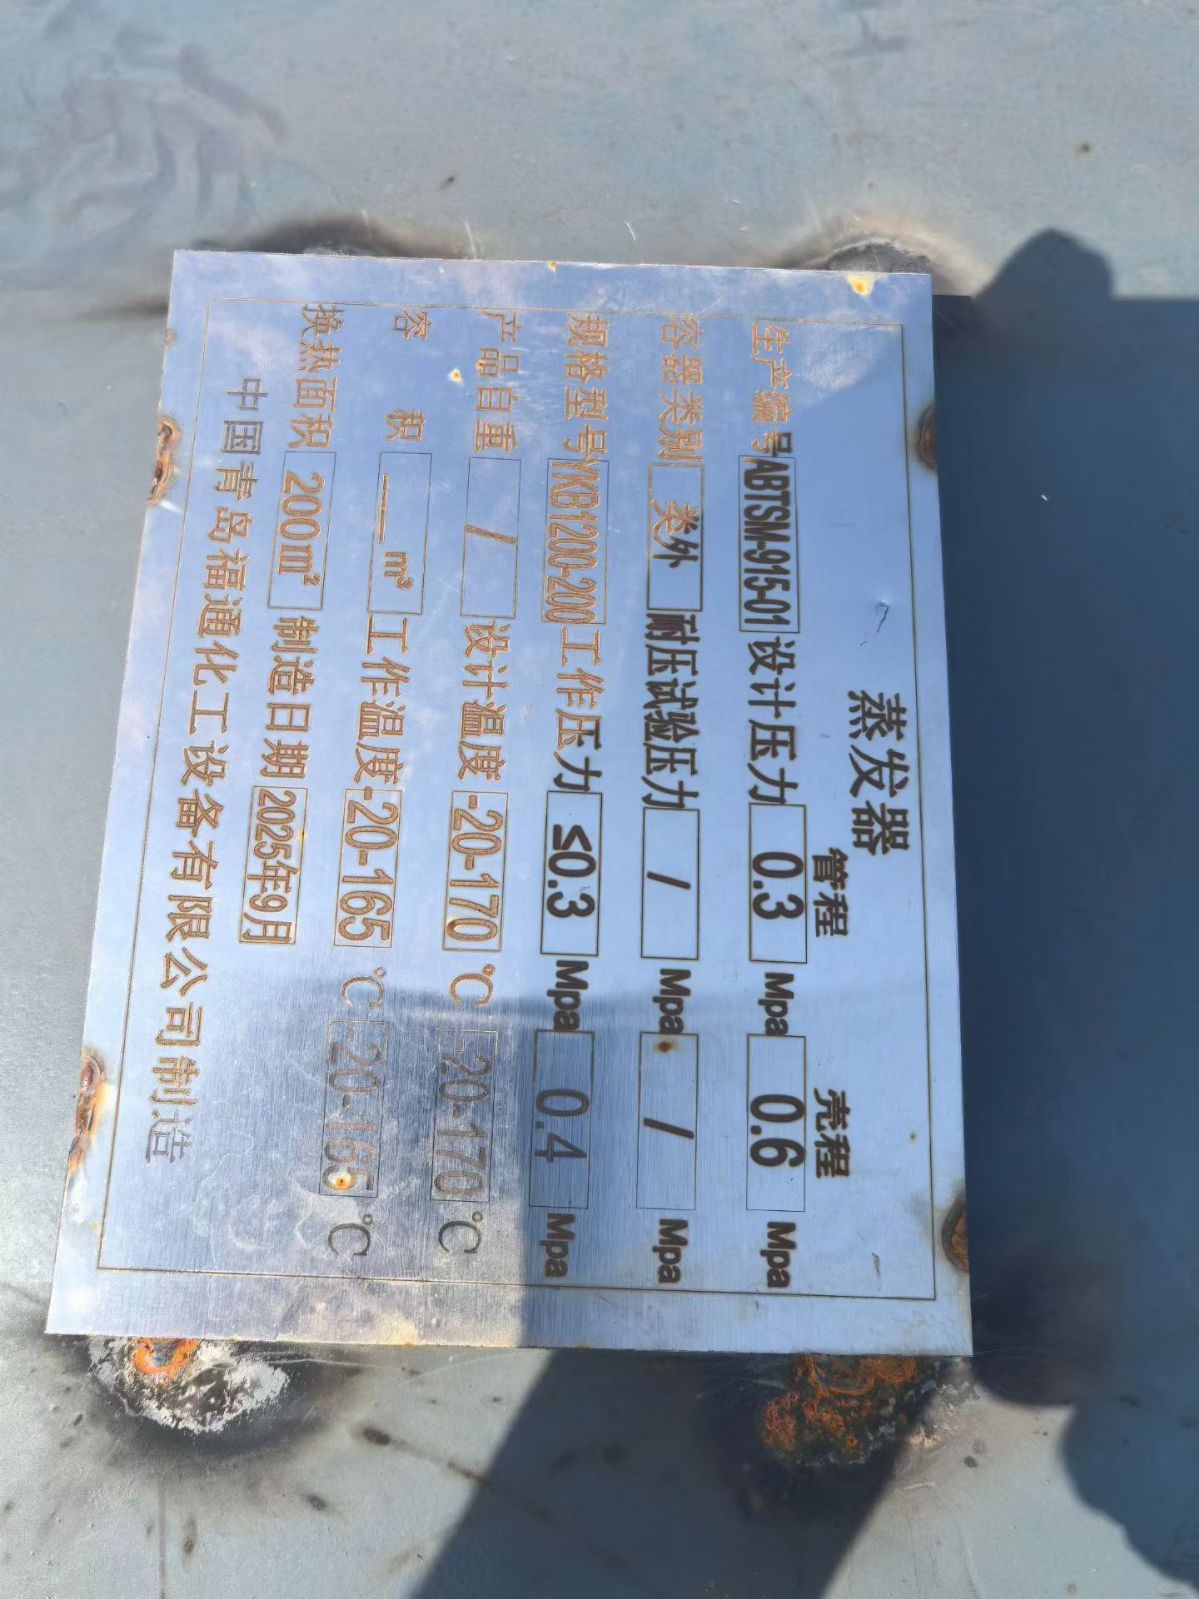 蒸发器
管程 壳程
生产编号 ABTSM-915-01 设计压力 0.3 Mpa 0.6 Mpa
容器类别 类外 耐压试验压力 / Mpa / Mpa
规格型号 YKB1200-200 工作压力 ≤0.3 Mpa 0.4 Mpa
产品自重 / 设计温度 -20-170 ℃ -20-170 ℃
容 积 —— m³ 工作温度 -20-165 ℃ -20-165 ℃
换热面积 200m² 制造日期 2025年9月
中国青岛福通化工设备有限公司制造